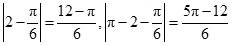 |2 − π/6| = (12 − π)/6, |π − 2 − π/6| = (5π − 12)/6